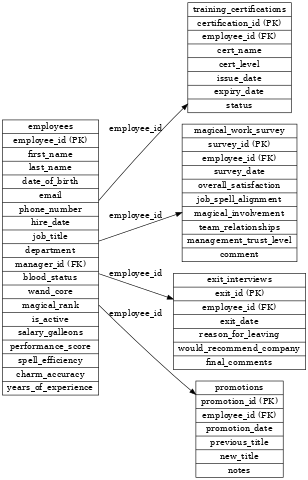 employees
employee_id (PK)
first_name
last_name
date_of_birth
email
phone_number
hire_date
job_title
department
manager_id (FK)
blood_status
wand_core
magical_rank
is_active
salary_galleons
performance_score
spell_efficiency
charm_accuracy
years_of_experience
employee_id
employee_id
employee_id
employee_id
training_certifications
certification_id (PK)
employee_id (FK)
cert_name
cert_level
issue_date
expiry_date
status
magical_work_survey
survey_id (PK)
employee_id (FK)
survey_date
overall_satisfaction
job_spell_alignment
magical_involvement
team_relationships
management_trust_level
comment
exit_interviews
exit_id (PK)
employee_id (FK)
exit_date
reason_for_leaving
would_recommend_company
final_comments
promotions
promotion_id (PK)
employee_id (FK)
promotion_date
previous_title
new_title
notes